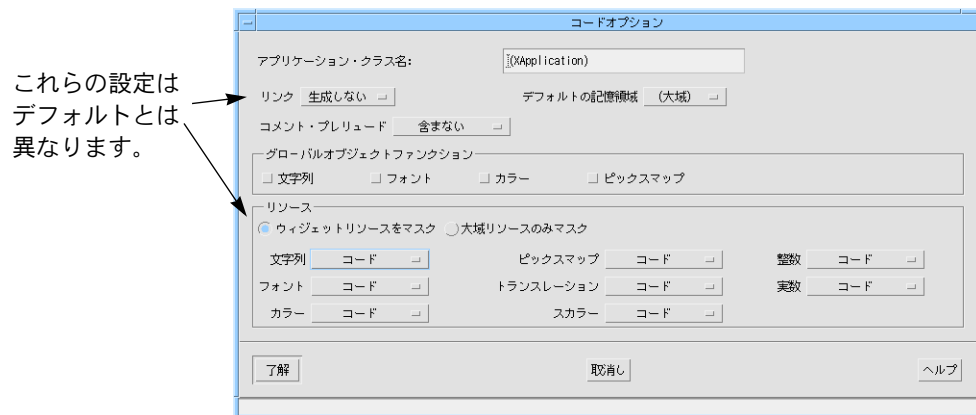 コードオプション
これらの設定は
デフォルトとは
異なります。
アプリケーション・クラス名: (XApplication)
リンク 生成しない デフォルトの記憶領域 (大域)
コメント・プレリュード 含まない
グローバルオブジェクトファンクション
文字列 フォント カラー ピックスマップ
リソース
ウィジェットリソースをマスク 大域リソースのみマスク
文字列 コード ピックスマップ コード 整数 コード
フォント コード トランスレーション コード 実数 コード
カラー コード スカラー コード
了解 取消し ヘルプ